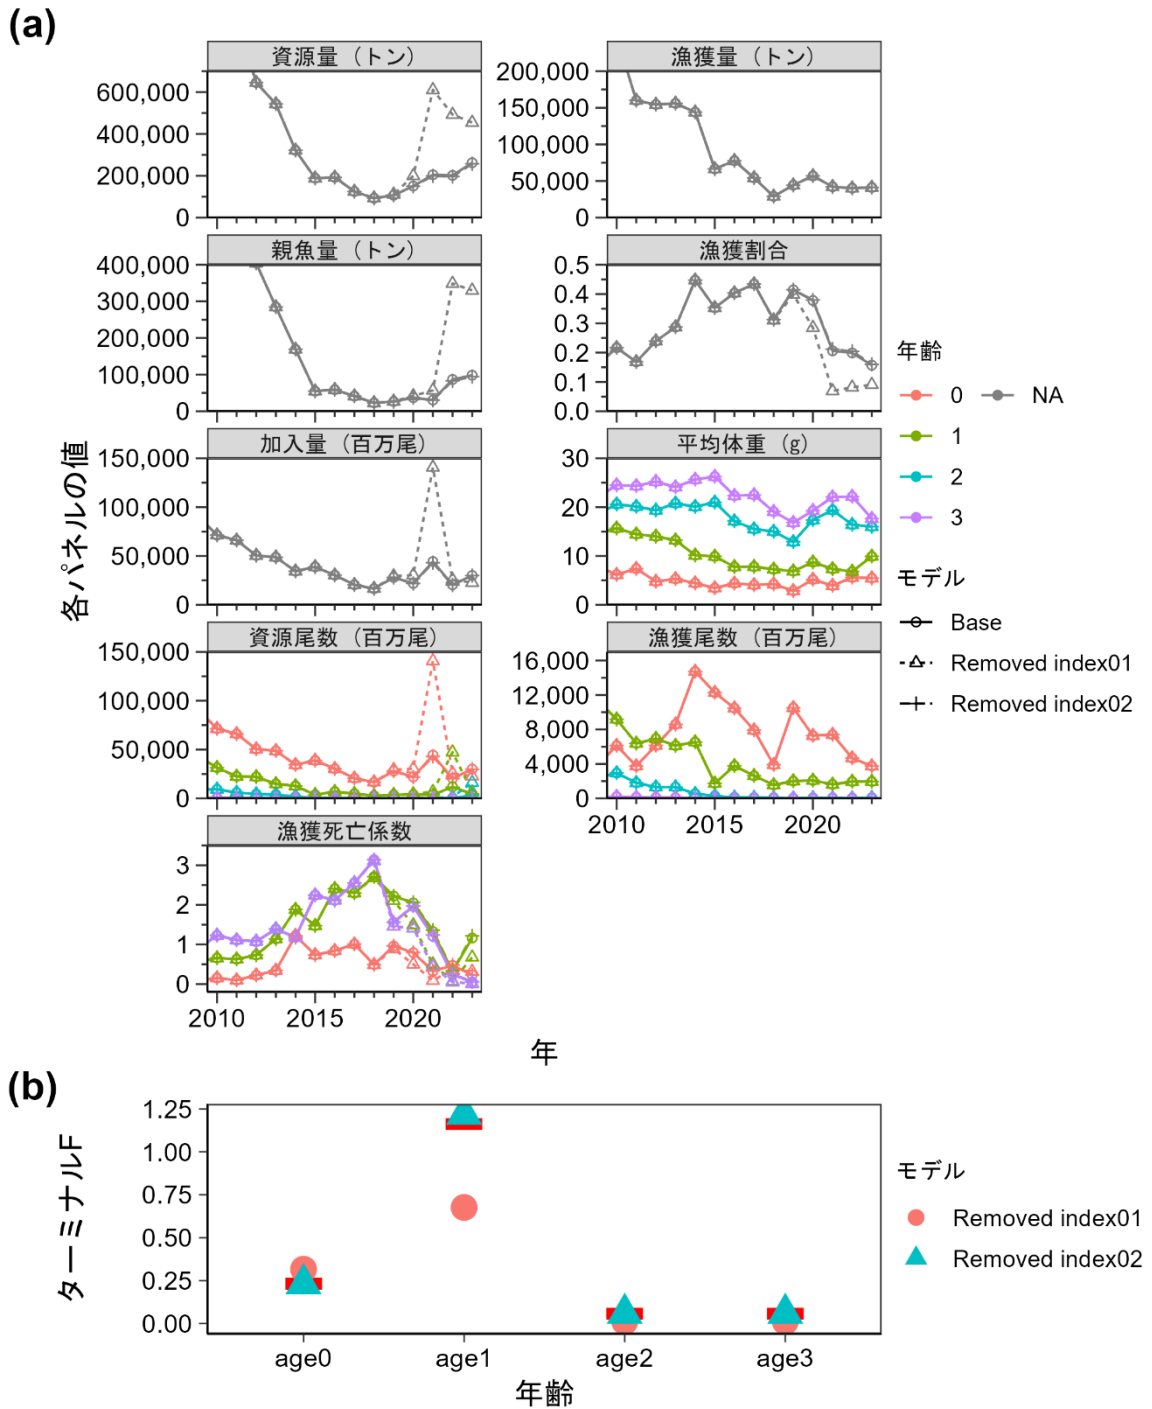 (a)
資源量（トン）
600,000
400,000
200,000
0
漁獲量（トン）
200,000
150,000
100,000
50,000
0
親魚量（トン）
400,000
300,000
200,000
100,000
0
漁獲割合
0.5
0.4
0.3
0.2
0.1
0.0
加入量（百万尾）
150,000
100,000
50,000
0
平均体重（g）
30
20
10
0
資源尾数（百万尾）
150,000
100,000
50,000
0
漁獲尾数（百万尾）
16,000
12,000
8,000
4,000
0
2010 2015 2020
漁獲死亡係数
3
2
1
0
2010 2015 2020
各パネルの値
年
年齢
0 NA
1
2
3
モデル
Base
Removed index01
Removed index02
(b)
ターミナルF
1.25
1.00
0.75
0.50
0.25
0.00
age0 age1 age2 age3
年齢
モデル
Removed index01
Removed index02